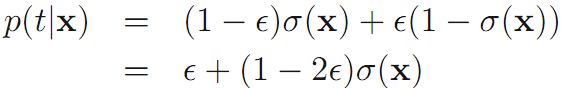 p(t|x) = (1 − ϵ)σ(x) + ϵ(1 − σ(x))
= ϵ + (1 − 2ϵ)σ(x)